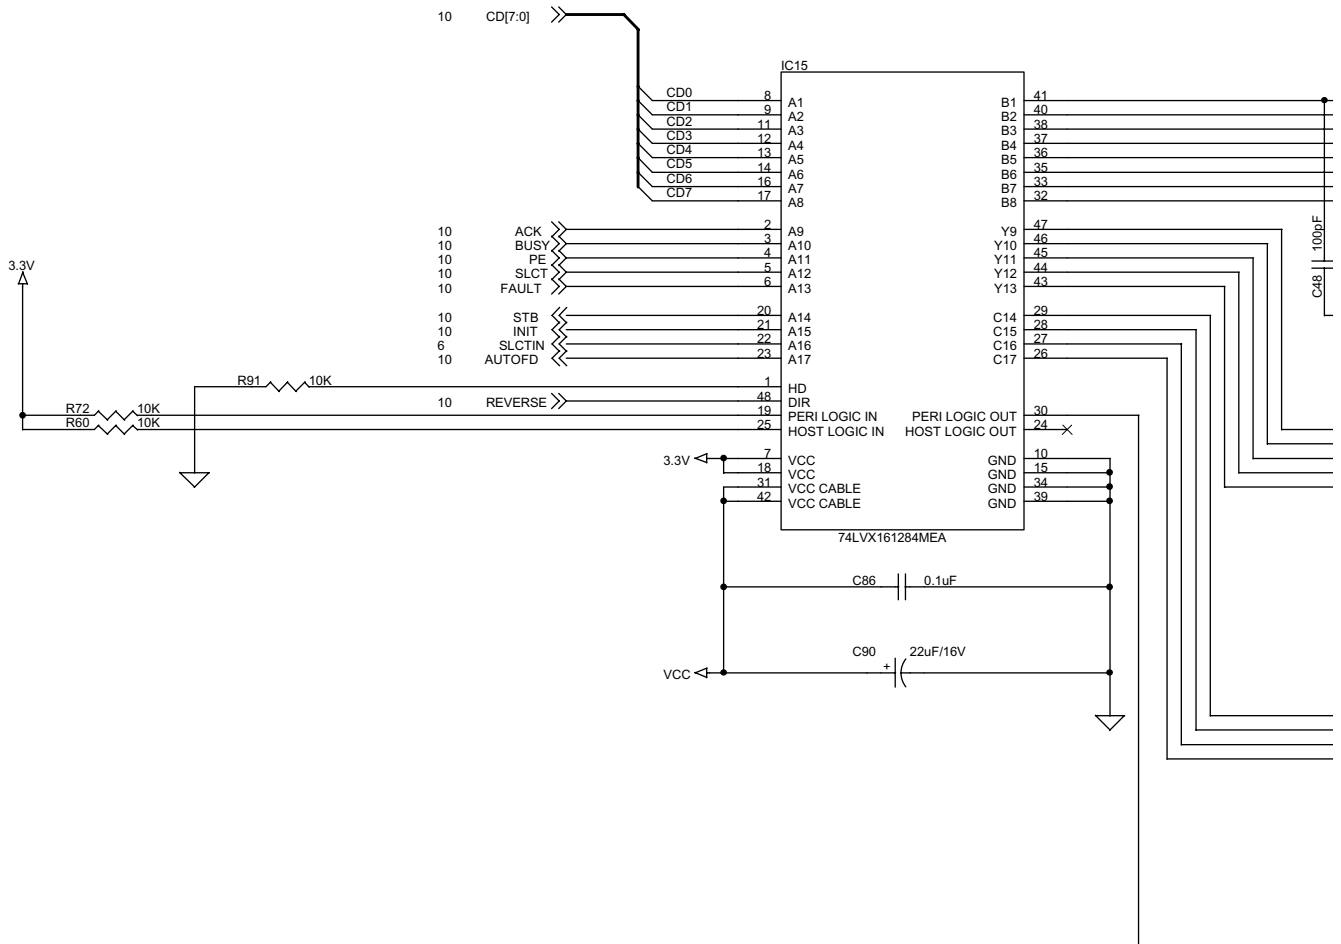 10 CD[7:0]
IC15
CD0 8 A1 B1 41
CD1 9 A2 B2 40
CD2 11 A3 B3 38
CD3 12 A4 B4 37
CD4 13 A5 B5 36
CD5 14 A6 B6 35
CD6 16 A7 B7 33
CD7 17 A8 B8 32
10 ACK 2 A9 Y9 47
10 BUSY 3 A10 Y10 46
10 PE 4 A11 Y11 45
10 SLCT 5 A12 Y12 44
10 FAULT 6 A13 Y13 43
3.3V
C48 100pF
10 STB 20 A14 C14 29
10 INIT 21 A15 C15 28
6 SLCTIN 22 A16 C16 27
10 AUTOFD 23 A17 C17 26
R91 10K 1 HD
10 REVERSE 48 DIR
R72 10K 19 PERI LOGIC IN PERI LOGIC OUT 30
R60 10K 25 HOST LOGIC IN HOST LOGIC OUT 24
3.3V 7 VCC GND 10
18 VCC GND 15
31 VCC CABLE GND 34
42 VCC CABLE GND 39
74LVX161284MEA
C86 0.1uF
C90 22uF/16V
+
VCC